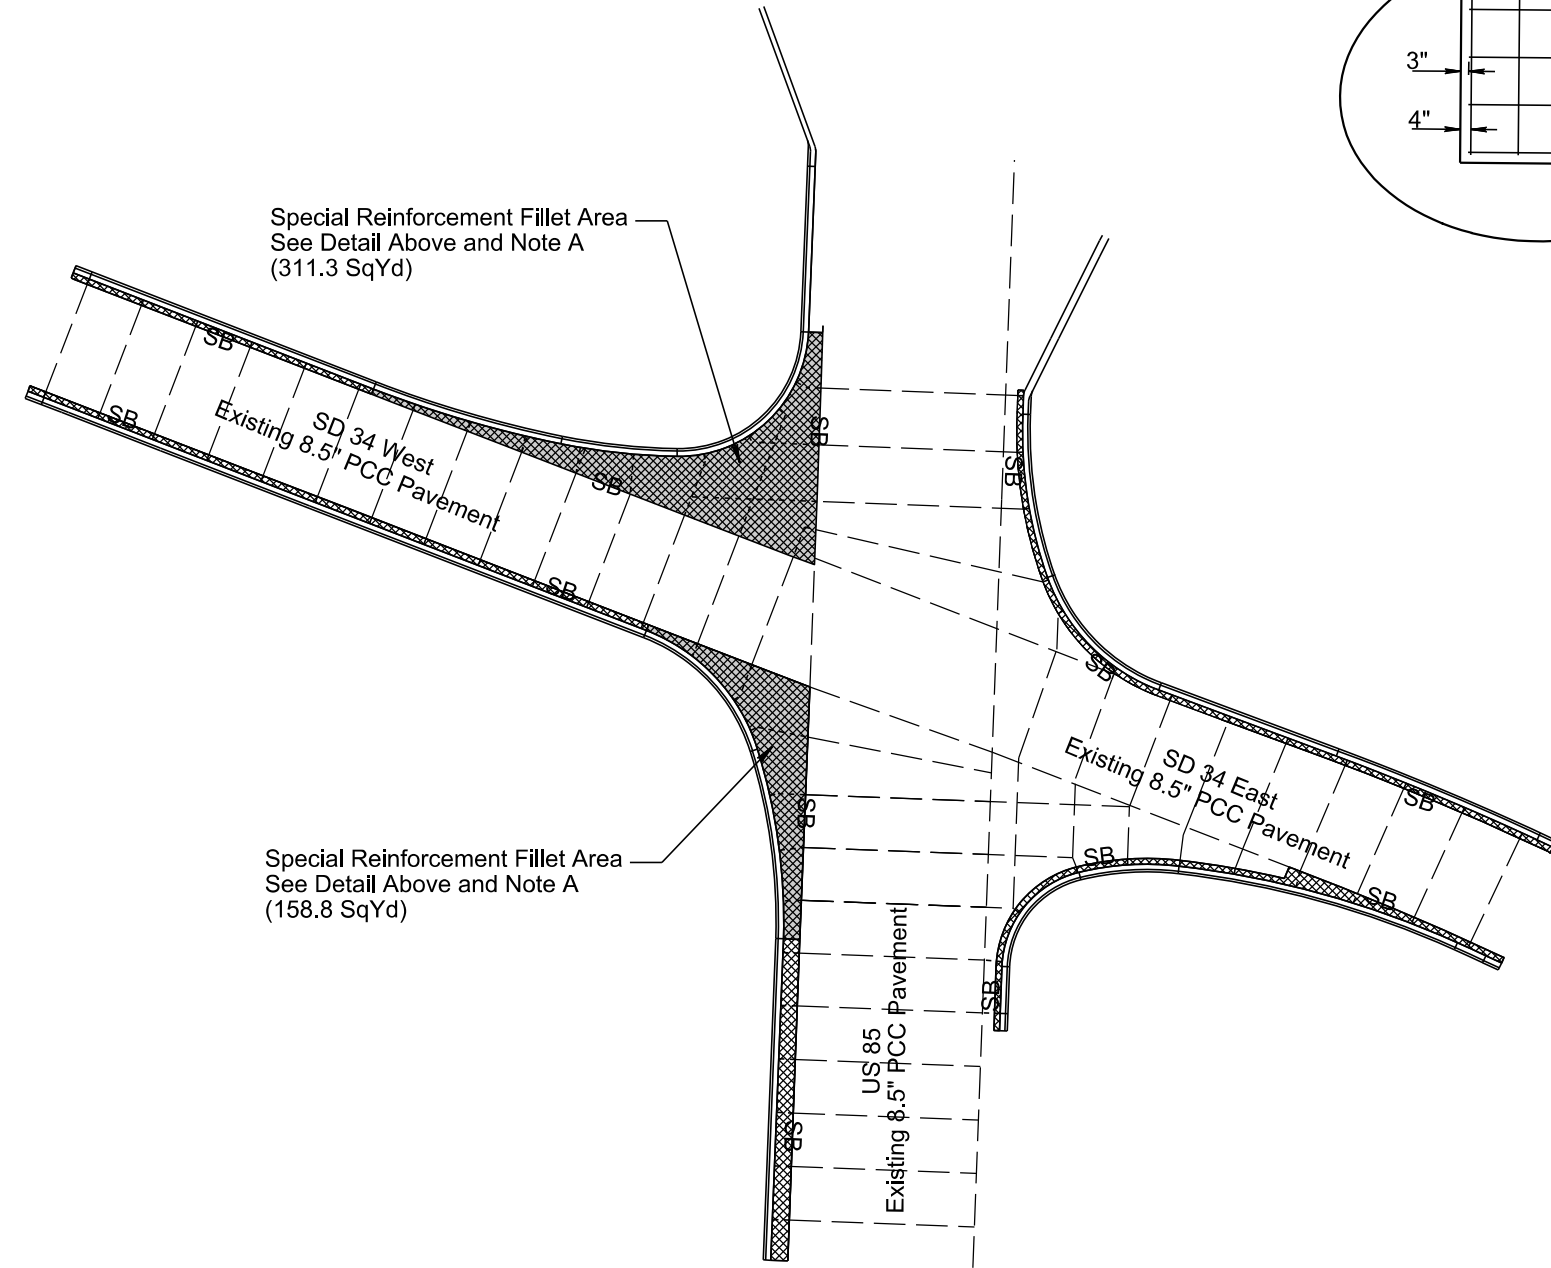 3"
4"
Special Reinforcement Fillet Area
See Detail Above and Note A
(311.3 SqYd)
SB
SB
SD 34 West
Existing 8.5" PCC Pavement
SB
SB
SB
SB
SB
SD 34 East
Existing 8.5" PCC Pavement
SB
SB
Special Reinforcement Fillet Area
See Detail Above and Note A
(158.8 SqYd)
SB
SB
SB
US 85
Existing 8.5" PCC Pavement
SB